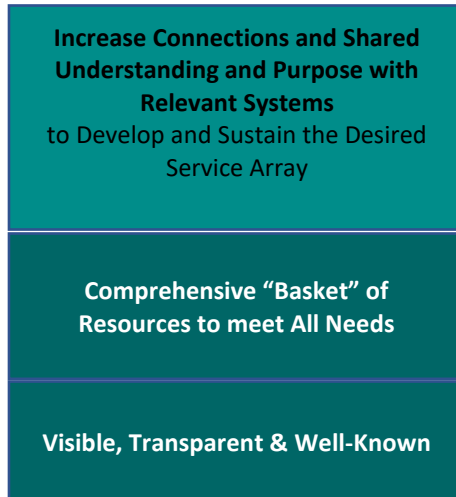 Increase Connections and Shared
Understanding and Purpose with
Relevant Systems
to Develop and Sustain the Desired
Service Array
Comprehensive “Basket” of
Resources to meet All Needs
Visible, Transparent & Well-Known